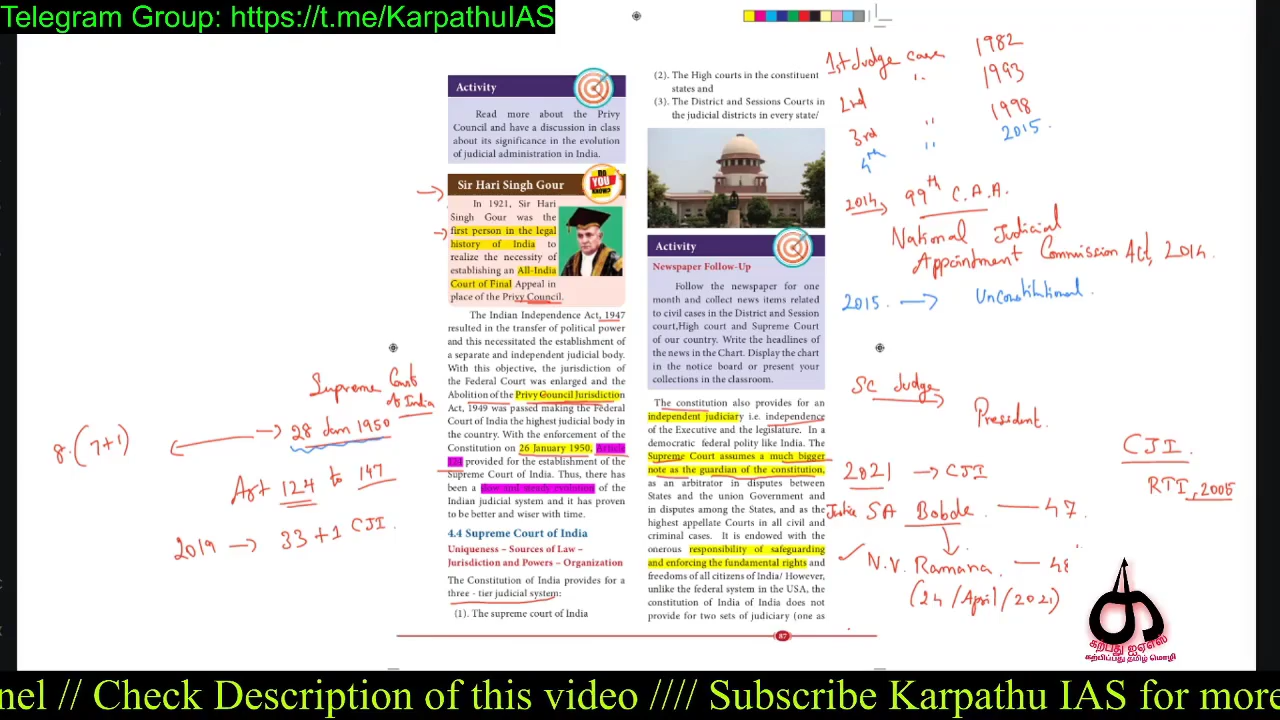 Telegram Group: https://t.me/KarpathuIAS
Activity
Read more about the Privy
Council and have a discussion in class
about its significance in the evolution
of judicial administration in India.
Sir Hari Singh Gour
DO YOU KNOW?
In 1921, Sir Hari
Singh Gour was the
first person in the legal
history of India to
realize the necessity of
establishing an All-India
Court of Final Appeal in
place of the Privy Council.
The Indian Independence Act, 1947
resulted in the transfer of political power
and this necessitated the establishment of
a separate and independent judicial body.
With this objective, the jurisdiction of
the Federal Court was enlarged and the
Abolition of the Privy Council Jurisdiction
Act, 1949 was passed making the Federal
Court of India the highest judicial body in
the country. With the enforcement of the
Constitution on 26 January 1950, Article
124 provided for the establishment of the
Supreme Court of India. Thus, there has
been a slow and steady evolution of the
Indian judicial system and it has proven
to be better and wiser with time.
4.4 Supreme Court of India
Uniqueness – Sources of Law –
Jurisdiction and Powers – Organization
The Constitution of India provides for a
three - tier judicial system:
(1). The supreme court of India
(2). The High courts in the constituent
states and
(3). The District and Sessions Courts in
the judicial districts in every state/
Activity
Newspaper Follow-Up
Follow the newspaper for one
month and collect news items related
to civil cases in the District and Session
court,High court and Supreme Court
of our country. Write the headlines of
the news in the Chart. Display the chart
in the notice board or present your
collections in the classroom.
The constitution also provides for an
independent judiciary i.e. independence
of the Executive and the legislature. In a
democratic federal polity like India. The
Supreme Court assumes a much bigger
note as the guardian of the constitution,
as an arbitrator in disputes between
States and the union Government and
in disputes among the States, and as the
highest appellate Courts in all civil and
criminal cases. It is endowed with the
onerous responsibility of safeguarding
and enforcing the fundamental rights and
freedoms of all citizens of India/ However,
unlike the federal system in the USA, the
constitution of India of India does not
provide for two sets of judiciary (one as
87
Supreme Court
of India
28 Jan 1950
8. (7+1)
Art 124 to 147
2019 → 33 + 1 CJI.
1st Judge case 1982
2nd " 1993
3rd " 1998
4th " 2015.
2014 → 99th C.A.A.
National Judicial
Appointment Commission Act, 2014.
2015. → Unconstitutional.
SC Judge
President.
CJI.
RTI, 2005
2021 → CJI
Justice SA Bobde. — 47.
N.V. Ramana. — 48
(24/April/2021)
கற்பது ஐஏஎஸ்
கற்பிப்பது தமிழ் மொழி
nel // Check Description of this video //// Subscribe Karpathu IAS for more